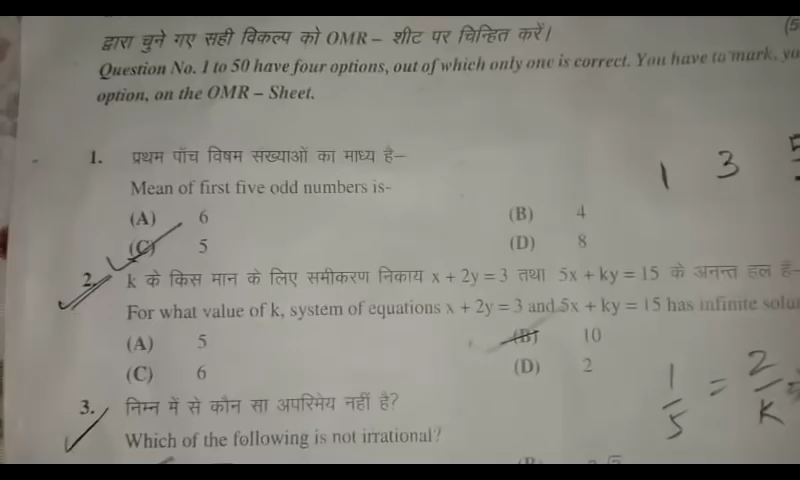 द्वारा चुने गए सही विकल्प को OMR – शीट पर चिन्हित करें।
Question No. 1 to 50 have four options, out of which only one is correct. You have to mark,
option, on the OMR – Sheet.
1. प्रथम पाँच विषम संख्याओं का माध्य है–
Mean of first five odd numbers is-
1 3
(A) 6 (B) 4
(C) 5 (D) 8
2. k के किस मान के लिए समीकरण निकाय x + 2y = 3 तथा 5x + ky = 15 के अनन्त हल हैं–
For what value of k, system of equations x + 2y = 3 and 5x + ky = 15 has infinite
(A) 5 (B) 10
(C) 6 (D) 2
1/5 = 2/K =
3. निम्न में से कौन सा अपरिमेय नहीं है?
Which of the following is not irrational?